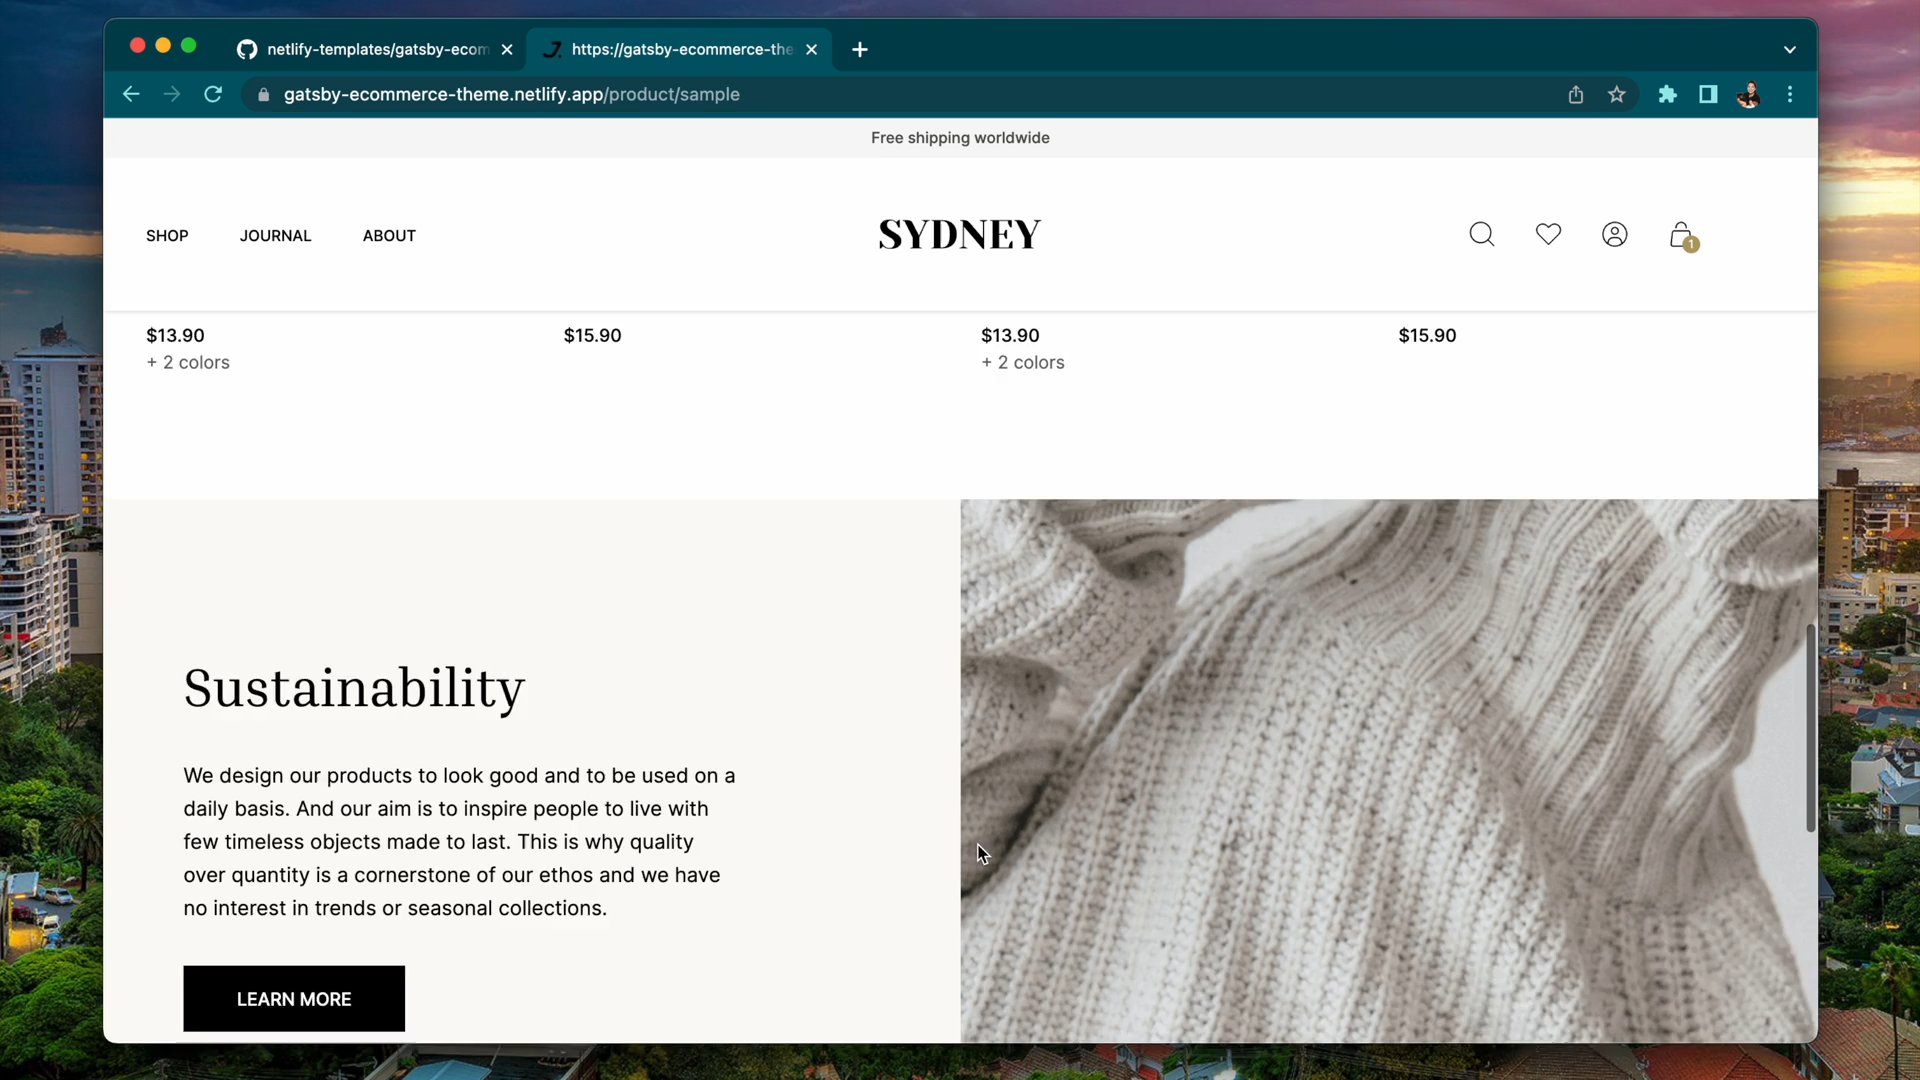 netlify-templates/gatsby-ecom
https://gatsby-ecommerce-the
gatsby-ecommerce-theme.netlify.app/product/sample
Free shipping worldwide
SHOP JOURNAL ABOUT
SYDNEY
1
$13.90 $15.90 $13.90 $15.90
+ 2 colors + 2 colors
Sustainability
We design our products to look good and to be used on a
daily basis. And our aim is to inspire people to live with
few timeless objects made to last. This is why quality
over quantity is a cornerstone of our ethos and we have
no interest in trends or seasonal collections.
LEARN MORE